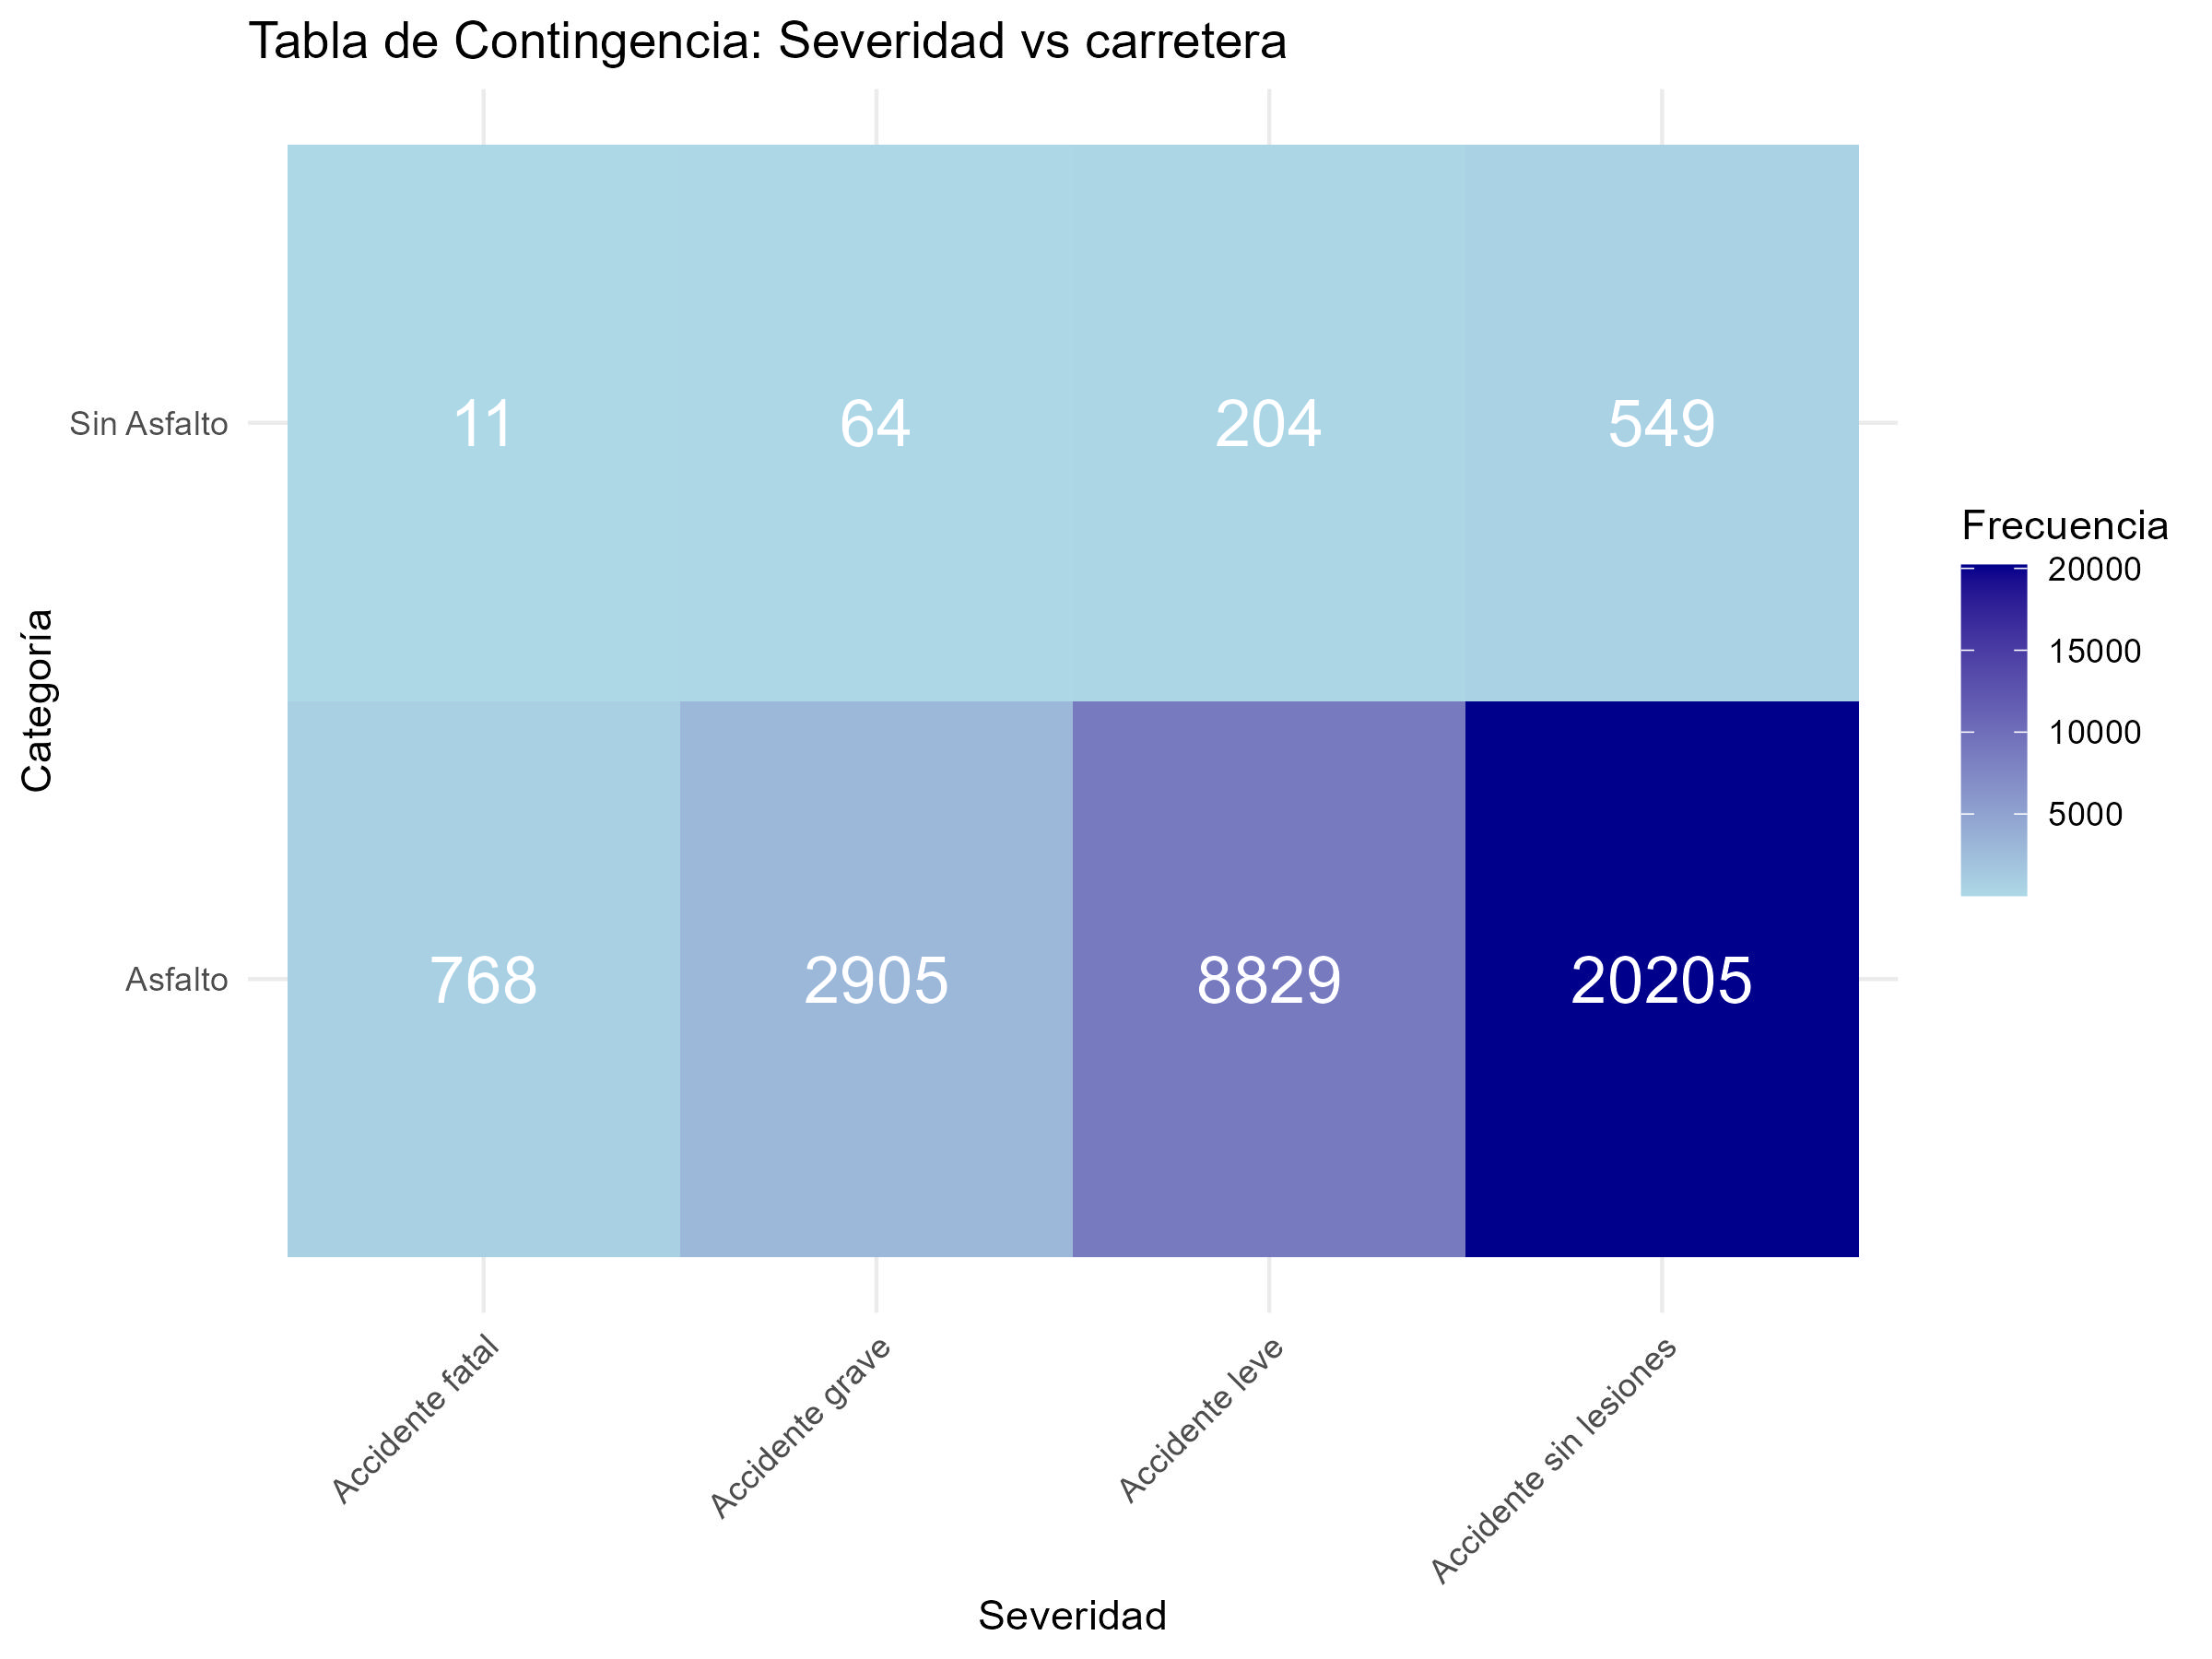 Tabla de Contingencia: Severidad vs carretera
Categoría
Sin Asfalto
11
64
204
549
Asfalto
768
2905
8829
20205
Accidente fatal
Accidente grave
Accidente leve
Accidente sin lesiones
Severidad
Frecuencia
20000
15000
10000
5000